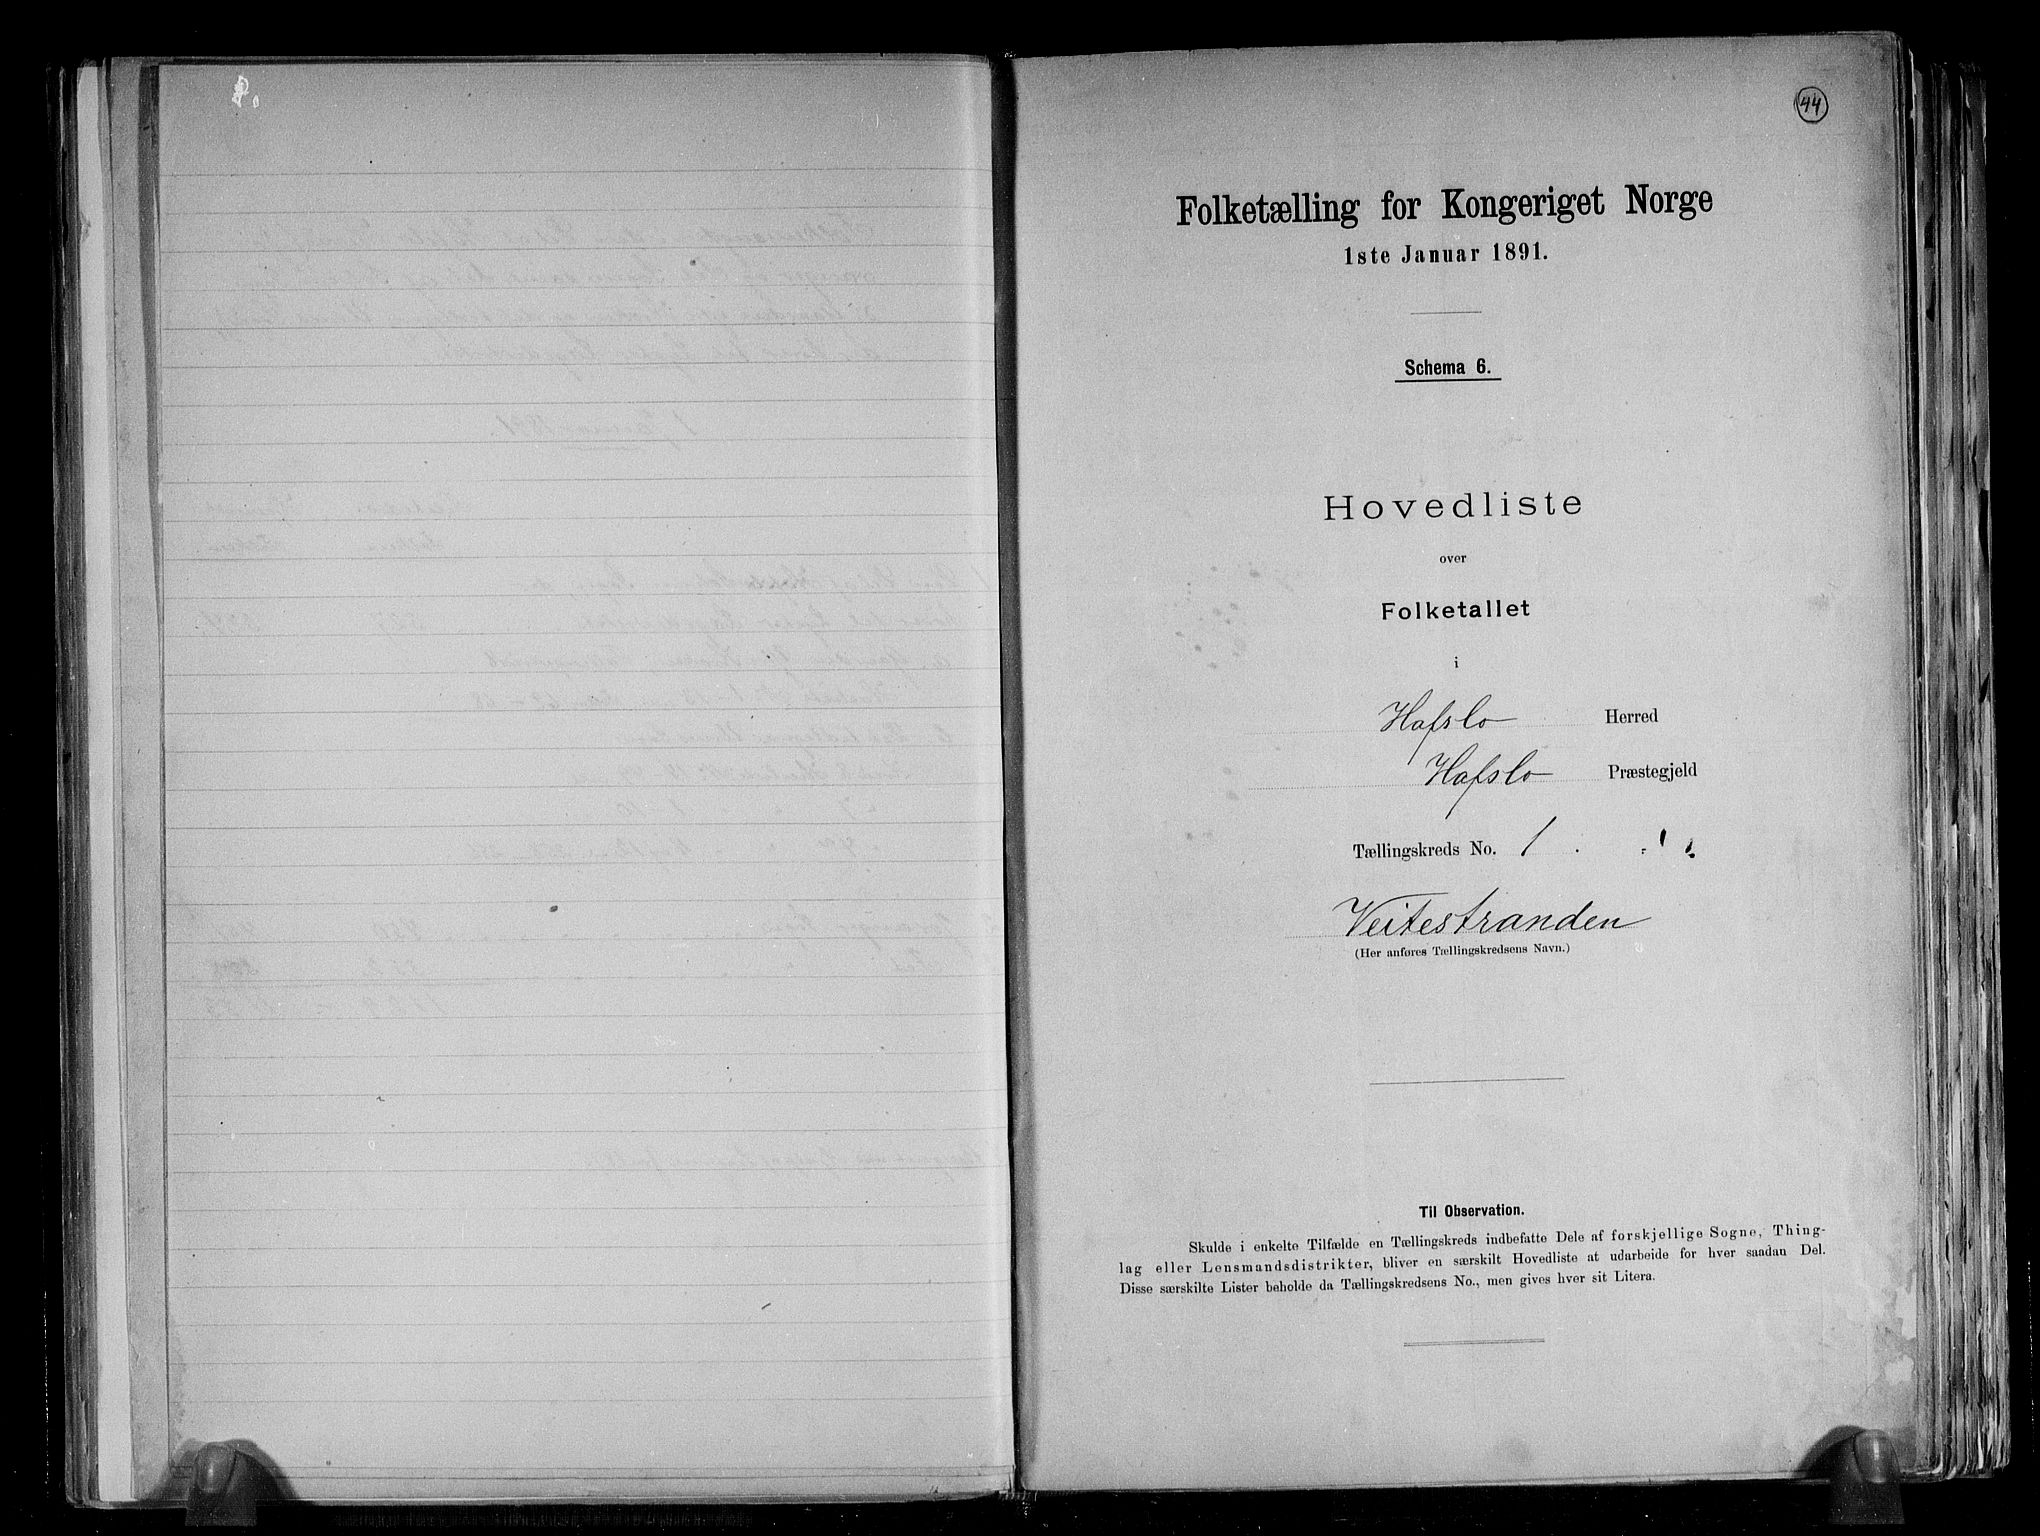 44
Folketælling for Kongeriget Norge
1ste Januar 1891.
Schema 6.
Hovedliste
over
Folketallet
i
Hafslo Herred
Hafslo Præstegjeld
Tællingskreds No. 1
Veitestranden
(Her anføres Tællingskredsens Navn.)
Til Observation.
Skulde i enkelte Tilfælde en Tællingskreds indbefatte Dele af forskjellige Sogne, Thing-
lag eller Lensmandsdistrikter, bliver en særskilt Hovedliste at udarbeide for hver saadan Del.
Disse særskilte Lister beholde da Tællingskredsens No., men gives hver sit Litera.